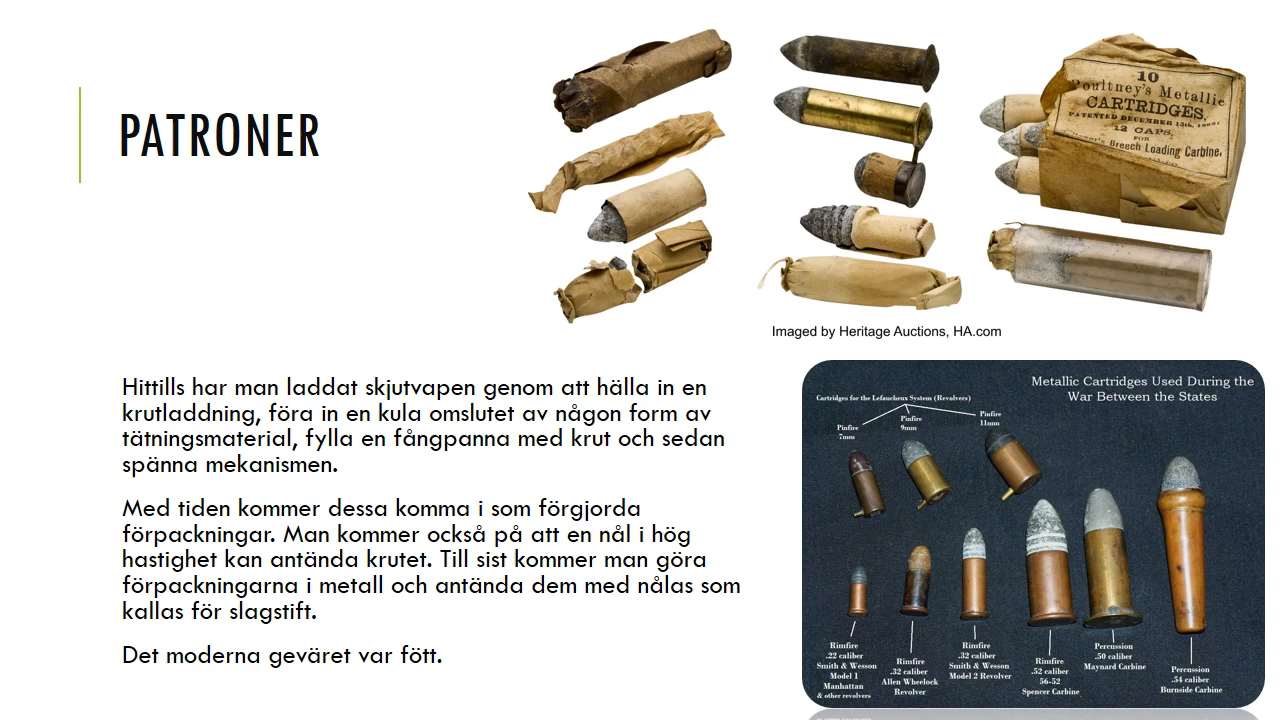 PATRONER
10
Poultney's Metallic
CARTRIDGES,
PATENTED DECEMBER 15th, 1863;
12 CAPS,
FOR
Breech Loading Carbine.
Imaged by Heritage Auctions, HA.com
Hittills har man laddat skjutvapen genom att hälla in en
krutladdning, föra in en kula omslutet av någon form av
tätningsmaterial, fylla en fångpanna med krut och sedan
spänna mekanismen.
Med tiden kommer dessa komma i som förgjorda
förpackningar. Man kommer också på att en nål i hög
hastighet kan antända krutet. Till sist kommer man göra
förpackningarna i metall och antända dem med nålas som
kallas för slagstift.
Det moderna geväret var fött.
Metallic Cartridges Used During the
War Between the States
Cartridges for the Lefaucheux System (Revolvers)
Pinfire
7mm
Pinfire
9mm
Pinfire
11mm
Rimfire
.22 caliber
Smith & Wesson
Model 1
Manhattan
& other revolvers
Rimfire
.32 caliber
Allen Wheelock
Revolver
Rimfire
.32 caliber
Smith & Wesson
Model 2 Revolver
Rimfire
.52 caliber
56-52
Spencer Carbine
Percussion
.50 caliber
Maynard Carbine
Percussion
.54 caliber
Burnside Carbine